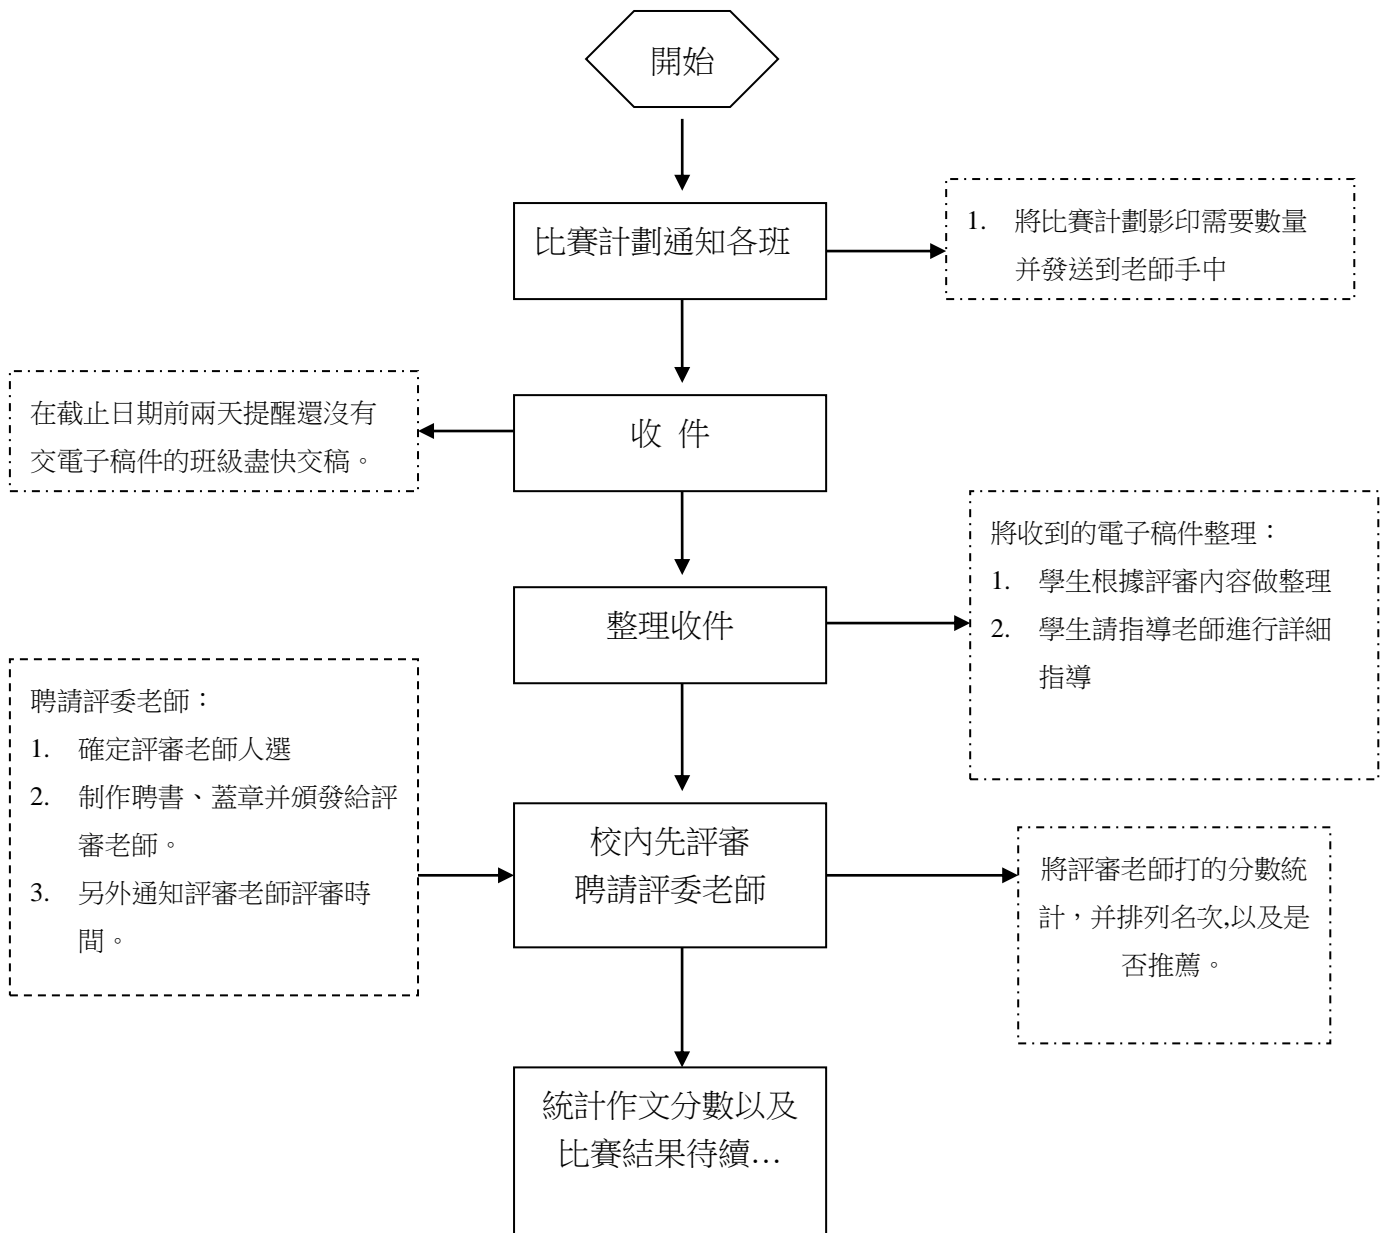 開始
比賽計劃通知各班
1. 將比賽計劃影印需要數量
并發送到老師手中
在截止日期前兩天提醒還沒有
交電子稿件的班級盡快交稿。
收 件
將收到的電子稿件整理：
1. 學生根據評審內容做整理
2. 學生請指導老師進行詳細
指導
整理收件
聘請評委老師：
1. 確定評審老師人選
2. 制作聘書、蓋章并頒發給評
審老師。
3. 另外通知評審老師評審時
間。
校內先評審
聘請評委老師
將評審老師打的分數統
計，并排列名次,以及是
否推薦。
統計作文分數以及
比賽結果待續…